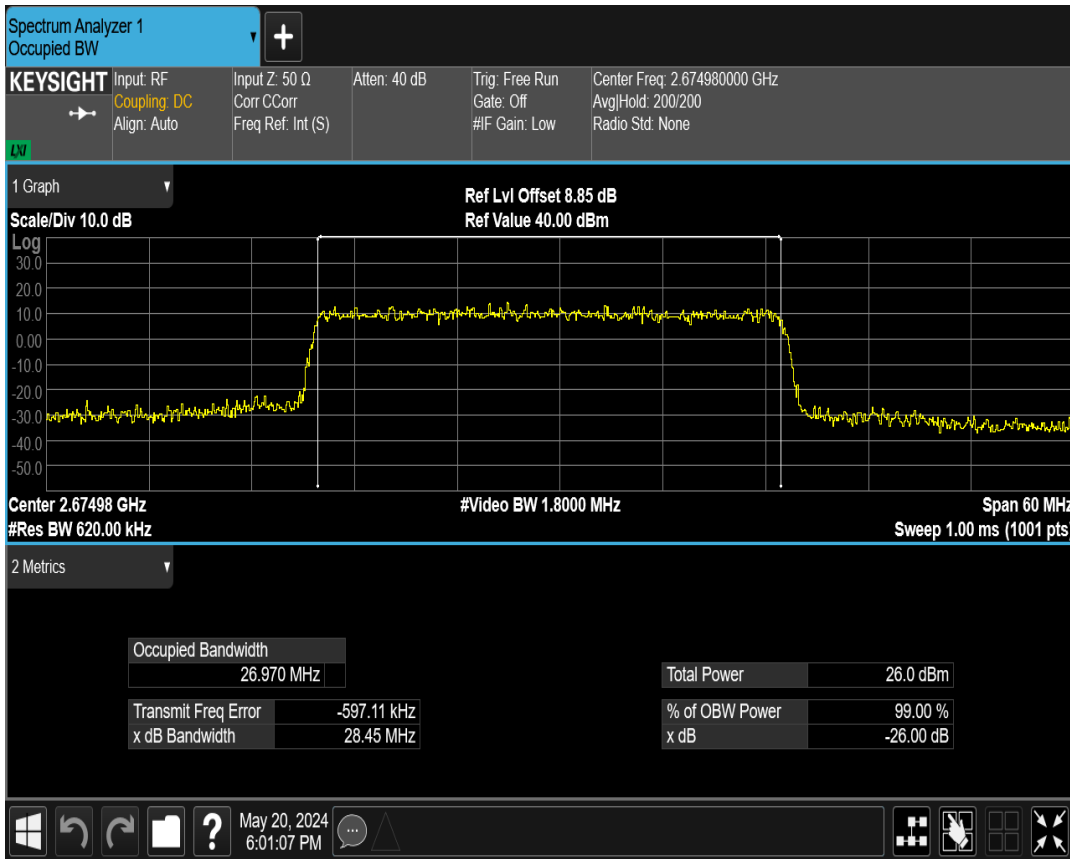 Spectrum Analyzer 1
Occupied BW
KEYSIGHT
LXI
Input: RF
Coupling: DC
Align: Auto
Input Z: 50 Ω
Corr CCorr
Freq Ref: Int (S)
Atten: 40 dB
Trig: Free Run
Gate: Off
#IF Gain: Low
Center Freq: 2.674980000 GHz
Avg|Hold: 200/200
Radio Std: None
1 Graph
Scale/Div 10.0 dB
Ref Lvl Offset 8.85 dB
Ref Value 40.00 dBm
Log
30.0
20.0
10.0
0.00
-10.0
-20.0
-30.0
-40.0
-50.0
Center 2.67498 GHz
#Video BW 1.8000 MHz
Span 60 MHz
#Res BW 620.00 kHz
Sweep 1.00 ms (1001 pts)
2 Metrics
Occupied Bandwidth
26.970 MHz
Total Power 26.0 dBm
Transmit Freq Error -597.11 kHz
% of OBW Power 99.00 %
x dB Bandwidth 28.45 MHz
x dB -26.00 dB
?
May 20, 2024
6:01:07 PM